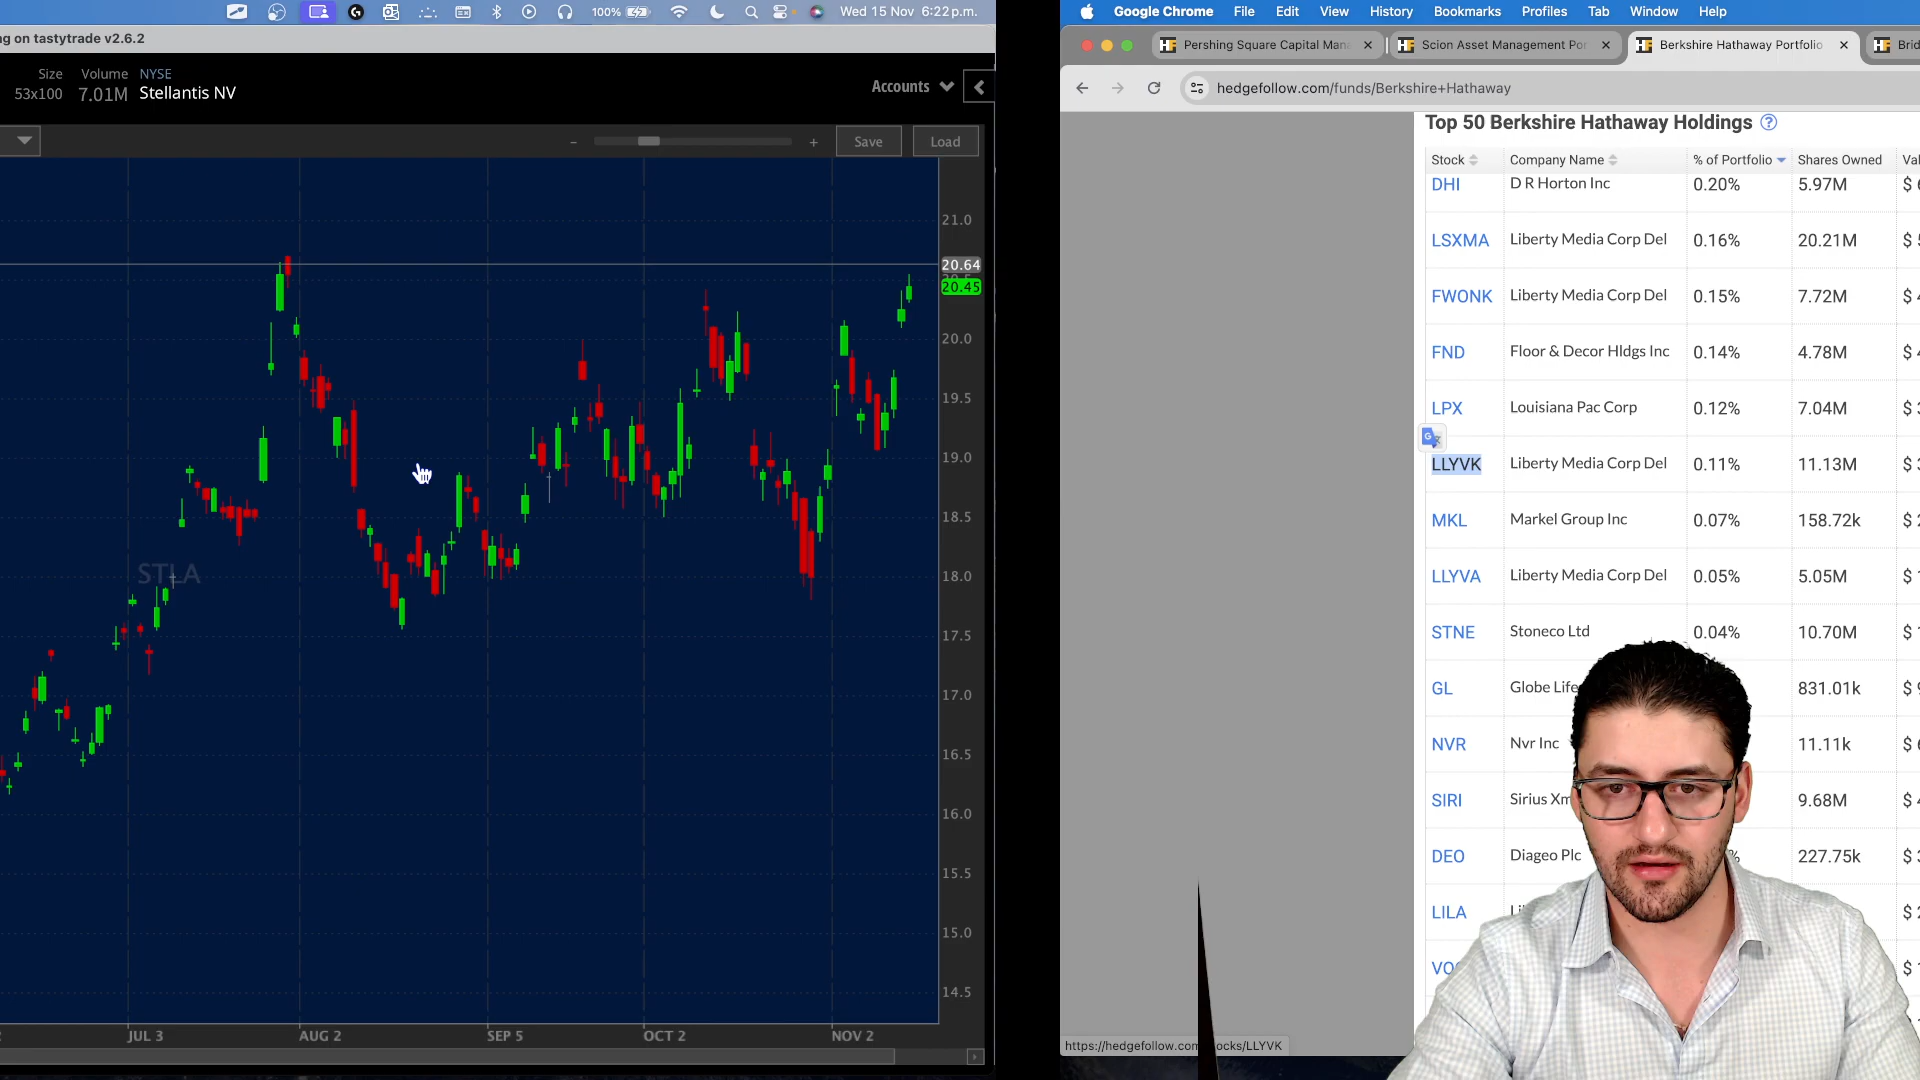 100%
Wed 15 Nov 6:22 p.m.
ng on tastytrade v2.6.2
Size Volume NYSE
53x100 7.01M Stellantis NV
Accounts
- + Save Load
21.0
20.64
20.45
20.0
19.5
19.0
18.5
18.0
17.5
17.0
16.5
16.0
15.5
15.0
14.5
STLA
JUL 3 AUG 2 SEP 5 OCT 2 NOV 2
Google Chrome File Edit View History Bookmarks Profiles Tab Window Help
Pershing Square Capital Man
Scion Asset Management Por
Berkshire Hathaway Portfolio
Brid
hedgefollow.com/funds/Berkshire+Hathaway
Top 50 Berkshire Hathaway Holdings ?
Stock Company Name % of Portfolio Shares Owned Val
DHI D R Horton Inc 0.20% 5.97M $
LSXMA Liberty Media Corp Del 0.16% 20.21M $
FWONK Liberty Media Corp Del 0.15% 7.72M $
FND Floor & Decor Hldgs Inc 0.14% 4.78M $
LPX Louisiana Pac Corp 0.12% 7.04M $
LLYVK Liberty Media Corp Del 0.11% 11.13M $
MKL Markel Group Inc 0.07% 158.72k $
LLYVA Liberty Media Corp Del 0.05% 5.05M $
STNE Stoneco Ltd 0.04% 10.70M $
GL Globe Life 831.01k $
NVR Nvr Inc 11.11k $
SIRI Sirius Xm 9.68M $
DEO Diageo Plc % 227.75k $
LILA $
VO $
https://hedgefollow.com ocks/LLYVK